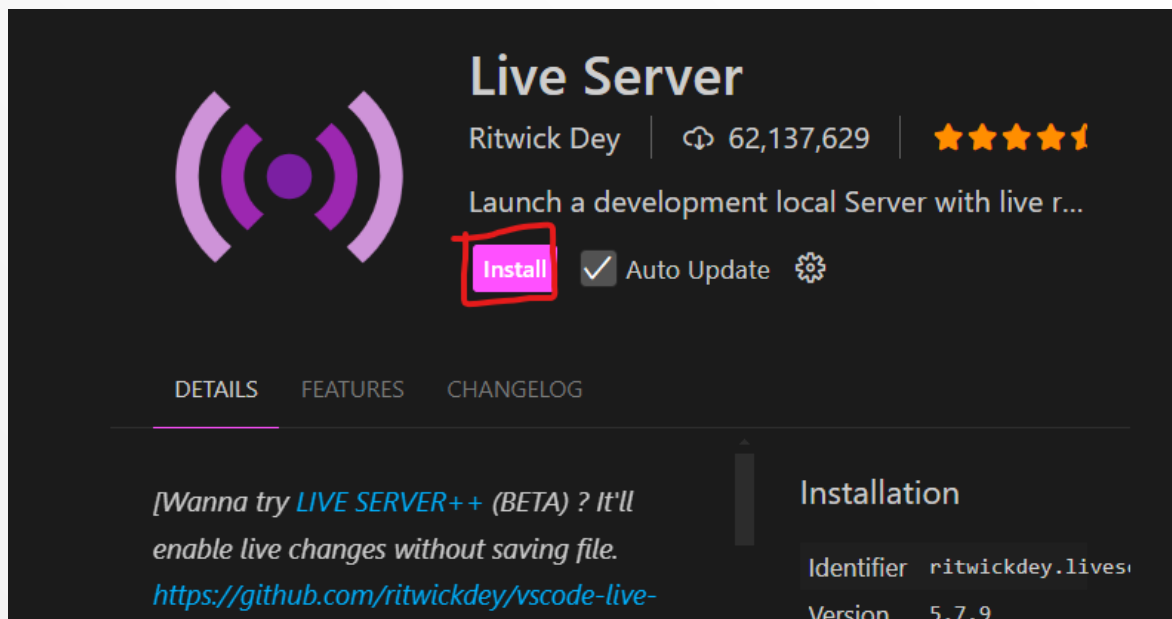 Live Server
Ritwick Dey 62,137,629
Launch a development local Server with live r...
Install Auto Update
DETAILS FEATURES CHANGELOG
[Wanna try LIVE SERVER++ (BETA) ? It'll
enable live changes without saving file.
https://github.com/ritwickdey/vscode-live-
Installation
Identifier ritwickdey.lives
Version 5.7.9